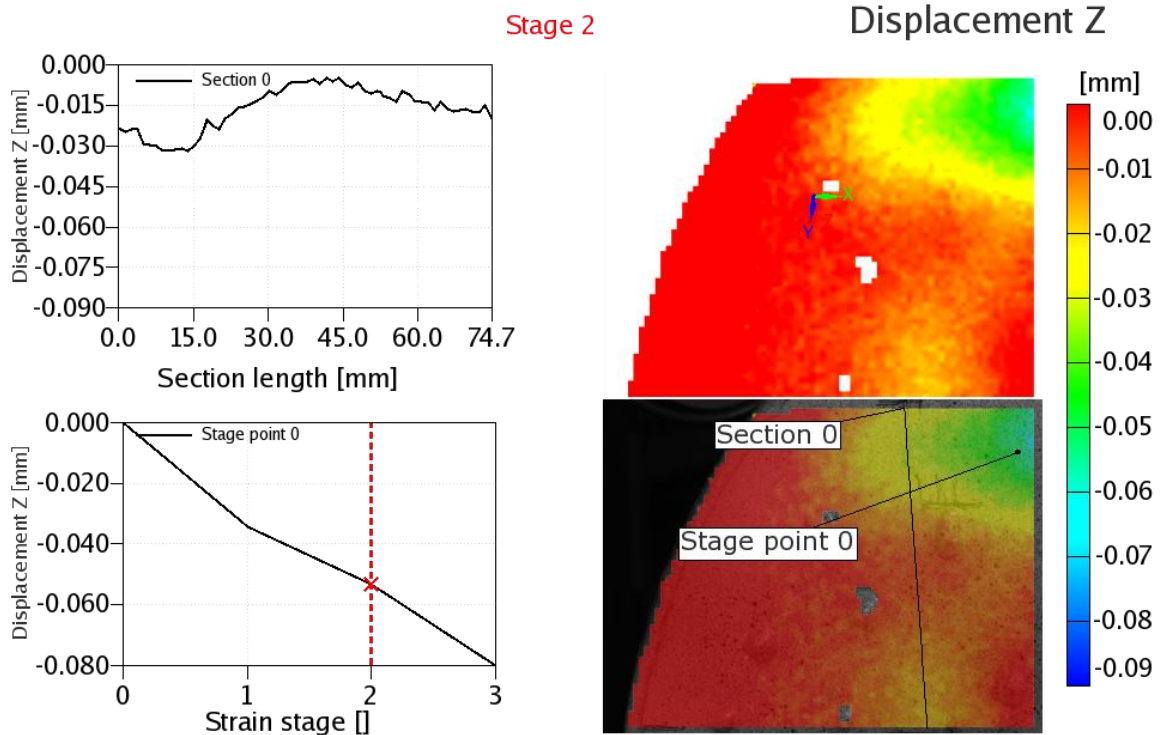 Stage 2
Displacement Z
Displacement Z [mm]
0.000
-0.015
-0.030
-0.045
-0.060
-0.075
-0.090
Section 0
0.0 15.0 30.0 45.0 60.0 74.7
Section length [mm]
X
Y
[mm]
0.00
-0.01
-0.02
-0.03
-0.04
-0.05
-0.06
-0.07
-0.08
-0.09
Displacement Z [mm]
0.000
-0.020
-0.040
-0.060
-0.080
Stage point 0
0 1 2 3
Strain stage []
Section 0
Stage point 0